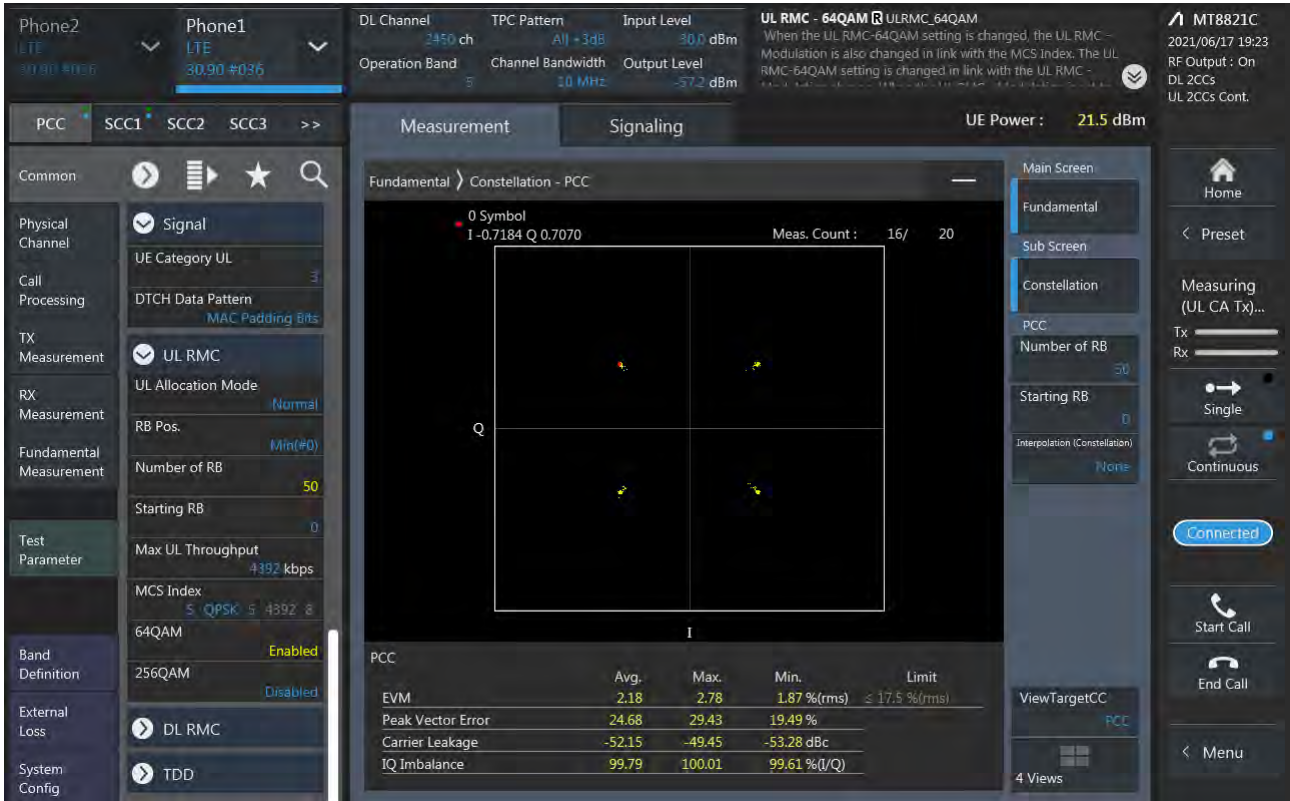 Phone2
LTE
30.90 #036
Phone1
LTE
30.90 #036
DL Channel
2450 ch
TPC Pattern
All +3dB
Input Level
30.0 dBm
Operation Band
5
Channel Bandwidth
10 MHz
Output Level
-57.2 dBm
UL RMC - 64QAM R ULRMC_64QAM
When the UL RMC-64QAM setting is changed, the UL RMC -
Modulation is also changed in link with the MCS Index. The UL
RMC-64QAM setting is changed in link with the UL RMC -
MT8821C
2021/06/17 19:23
RF Output : On
DL 2CCs
UL 2CCs Cont.
PCC SCC1 SCC2 SCC3 >>
Measurement
Signaling
UE Power : 21.5 dBm
Common
Physical
Channel
Call
Processing
TX
Measurement
RX
Measurement
Fundamental
Measurement
Test
Parameter
Band
Definition
External
Loss
System
Config
Signal
UE Category UL
3
DTCH Data Pattern
MAC Padding Bits
UL RMC
UL Allocation Mode
Normal
RB Pos.
Min(#0)
Number of RB
50
Starting RB
0
Max UL Throughput
4392 kbps
MCS Index
5 QPSK 5 4392 8
64QAM
Enabled
256QAM
Disabled
DL RMC
TDD
Fundamental > Constellation - PCC
0 Symbol
I -0.7184 Q 0.7070
Meas. Count : 16/ 20
Q
I
PCC
Avg. Max. Min. Limit
EVM 2.18 2.78 1.87 %(rms) ≤ 17.5 %(rms)
Peak Vector Error 24.68 29.43 19.49 %
Carrier Leakage -52.15 -49.45 -53.28 dBc
IQ Imbalance 99.79 100.01 99.61 %(I/Q)
Main Screen
Fundamental
Sub Screen
Constellation
PCC
Number of RB
50
Starting RB
0
Interpolation (Constellation)
None
ViewTargetCC
PCC
4 Views
Home
< Preset
Measuring
(UL CA Tx)...
Tx
Rx
Single
Continuous
Connected
Start Call
End Call
< Menu